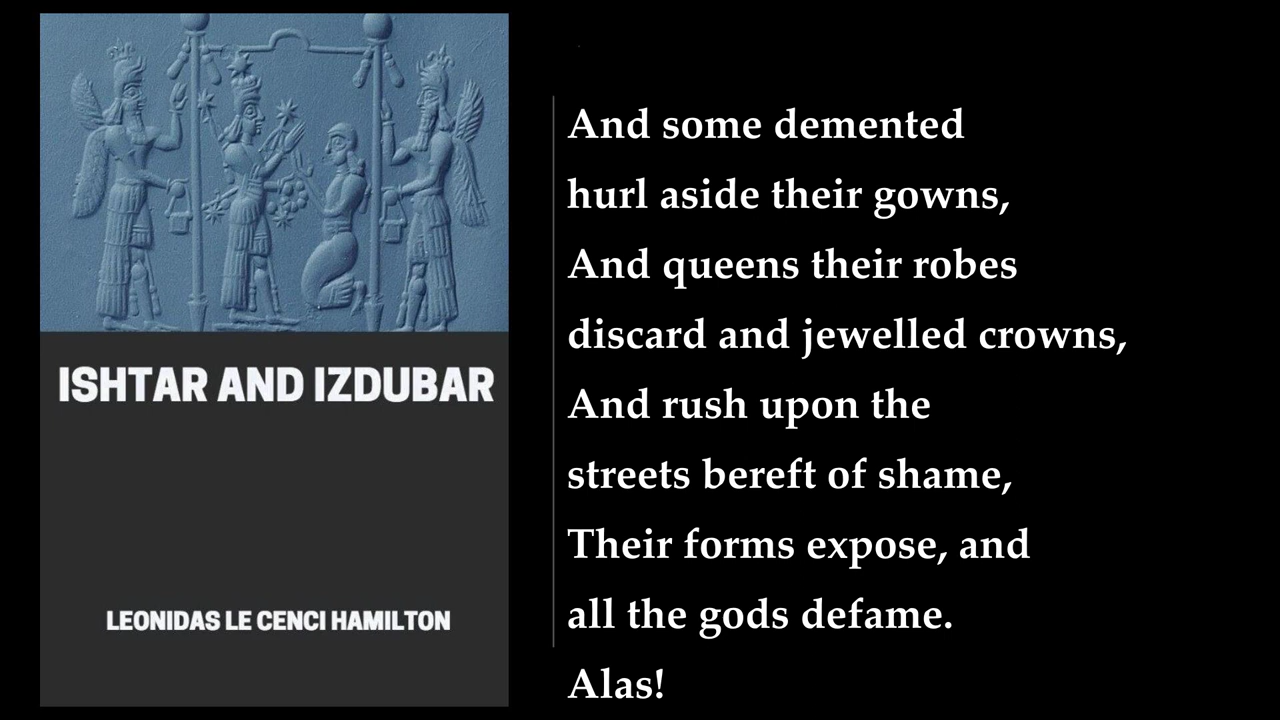 ISHTAR AND IZDUBAR
LEONIDAS LE CENCI HAMILTON
And some demented
hurl aside their gowns,
And queens their robes
discard and jewelled crowns,
And rush upon the
streets bereft of shame,
Their forms expose, and
all the gods defame.
Alas!